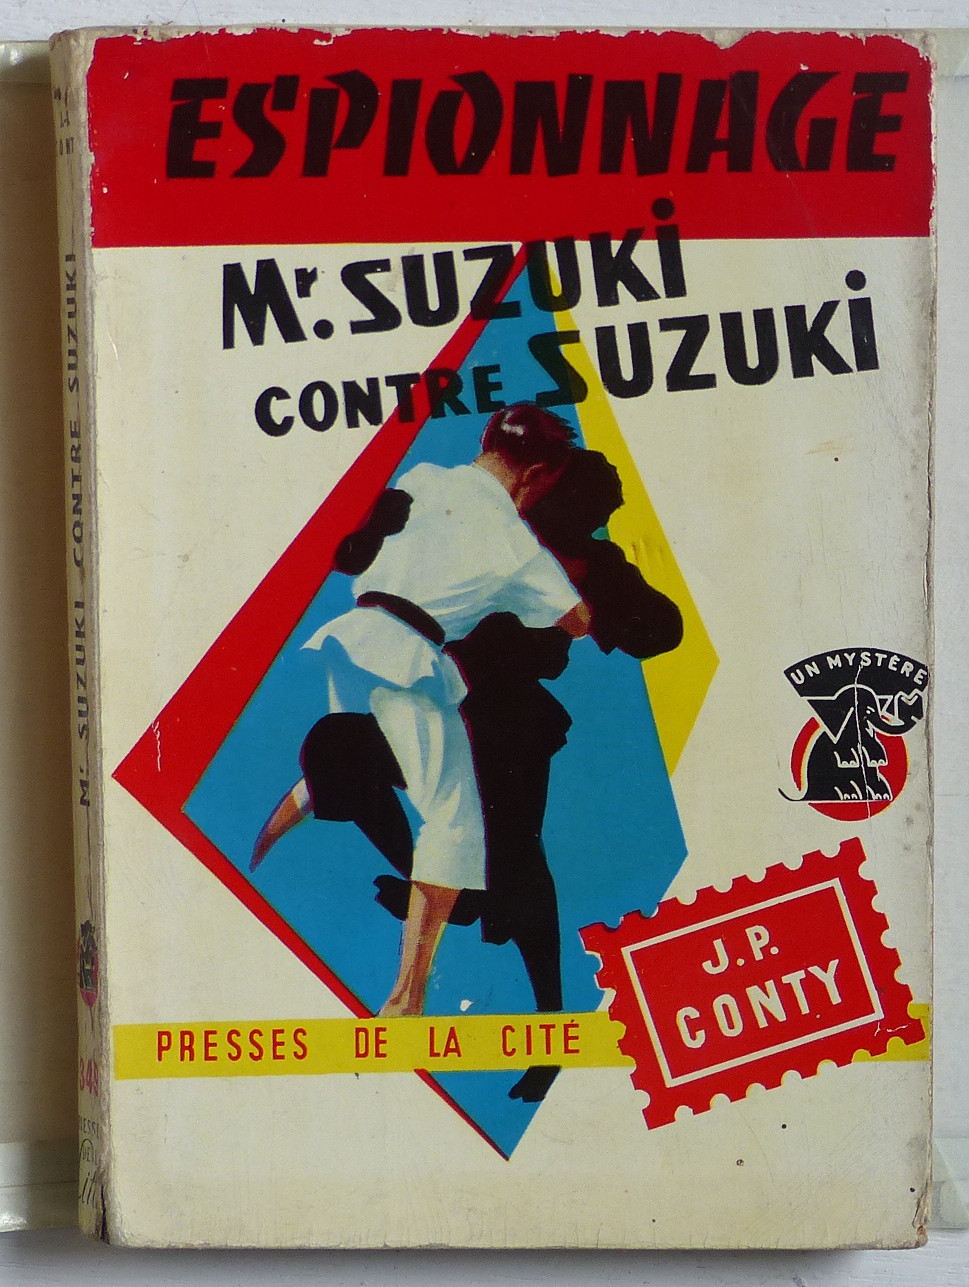 ESPIONNAGE
Mr. SUZUKi
CONTRE SUZUKi
UN MYSTÈRE
J.P.
CONTY
PRESSES DE LA CITÉ
Mr SUZUKI CONTRE SUZUKI